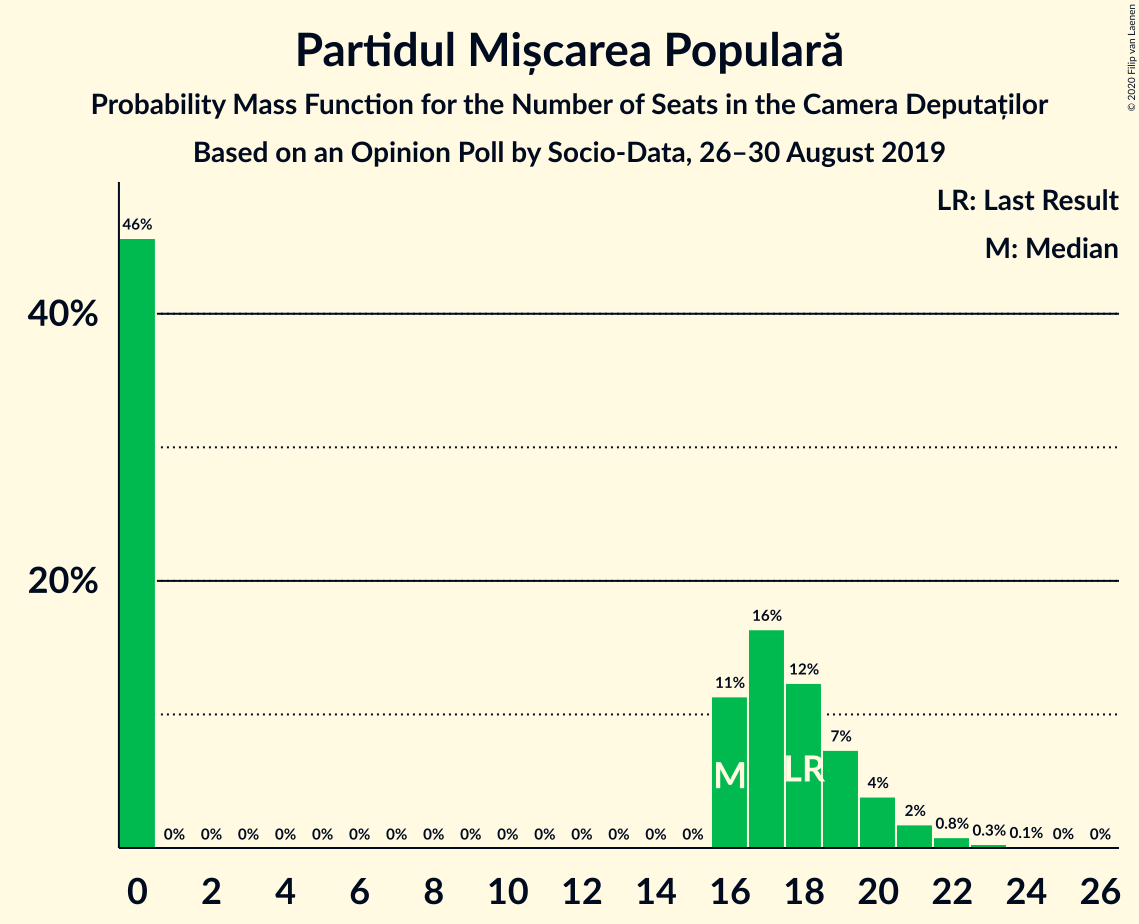 Partidul Mișcarea Populară
Probability Mass Function for the Number of Seats in the Camera Deputaților
Based on an Opinion Poll by Socio-Data, 26–30 August 2019
© 2020 Filip van Laenen
LR: Last Result
M: Median
40%
20%
46%
0% 0% 0% 0% 0% 0% 0% 0% 0% 0% 0% 0% 0% 0% 0% 11% 16% 12% 7% 4% 2% 0.8% 0.3% 0.1% 0% 0%
M LR
0 2 4 6 8 10 12 14 16 18 20 22 24 26